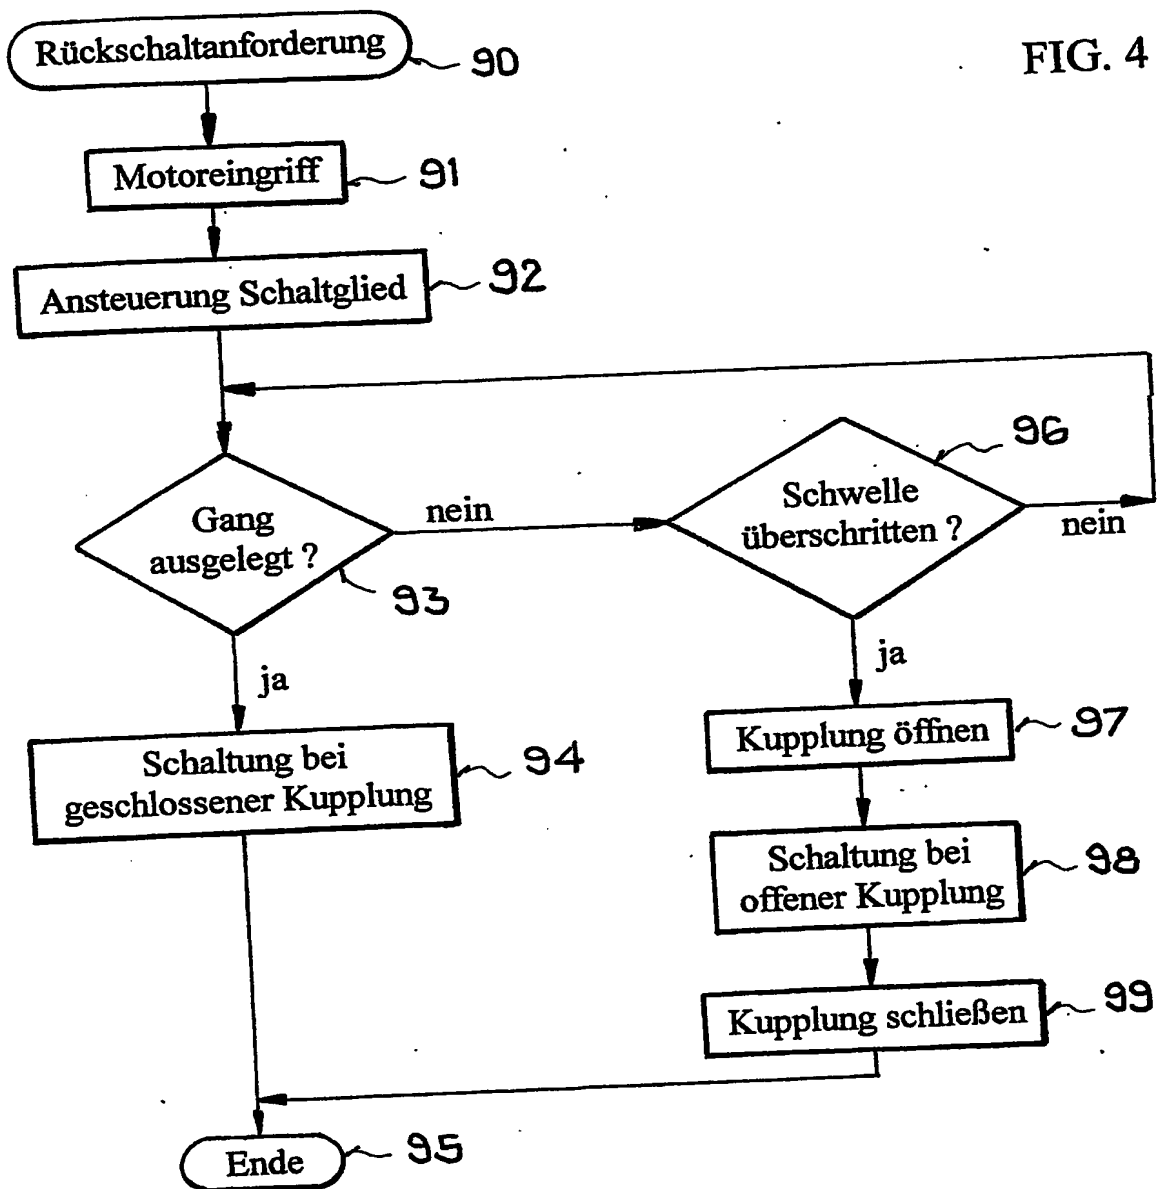 Rückschaltanforderung
90
FIG. 4
Motoreingriff
91
Ansteuerung Schaltglied
92
Gang
ausgelegt ?
93
nein
Schwelle
überschritten ?
96
nein
ja
ja
Schaltung bei
geschlossener Kupplung
94
Kupplung öffnen
97
Schaltung bei
offener Kupplung
98
Kupplung schließen
99
Ende
95